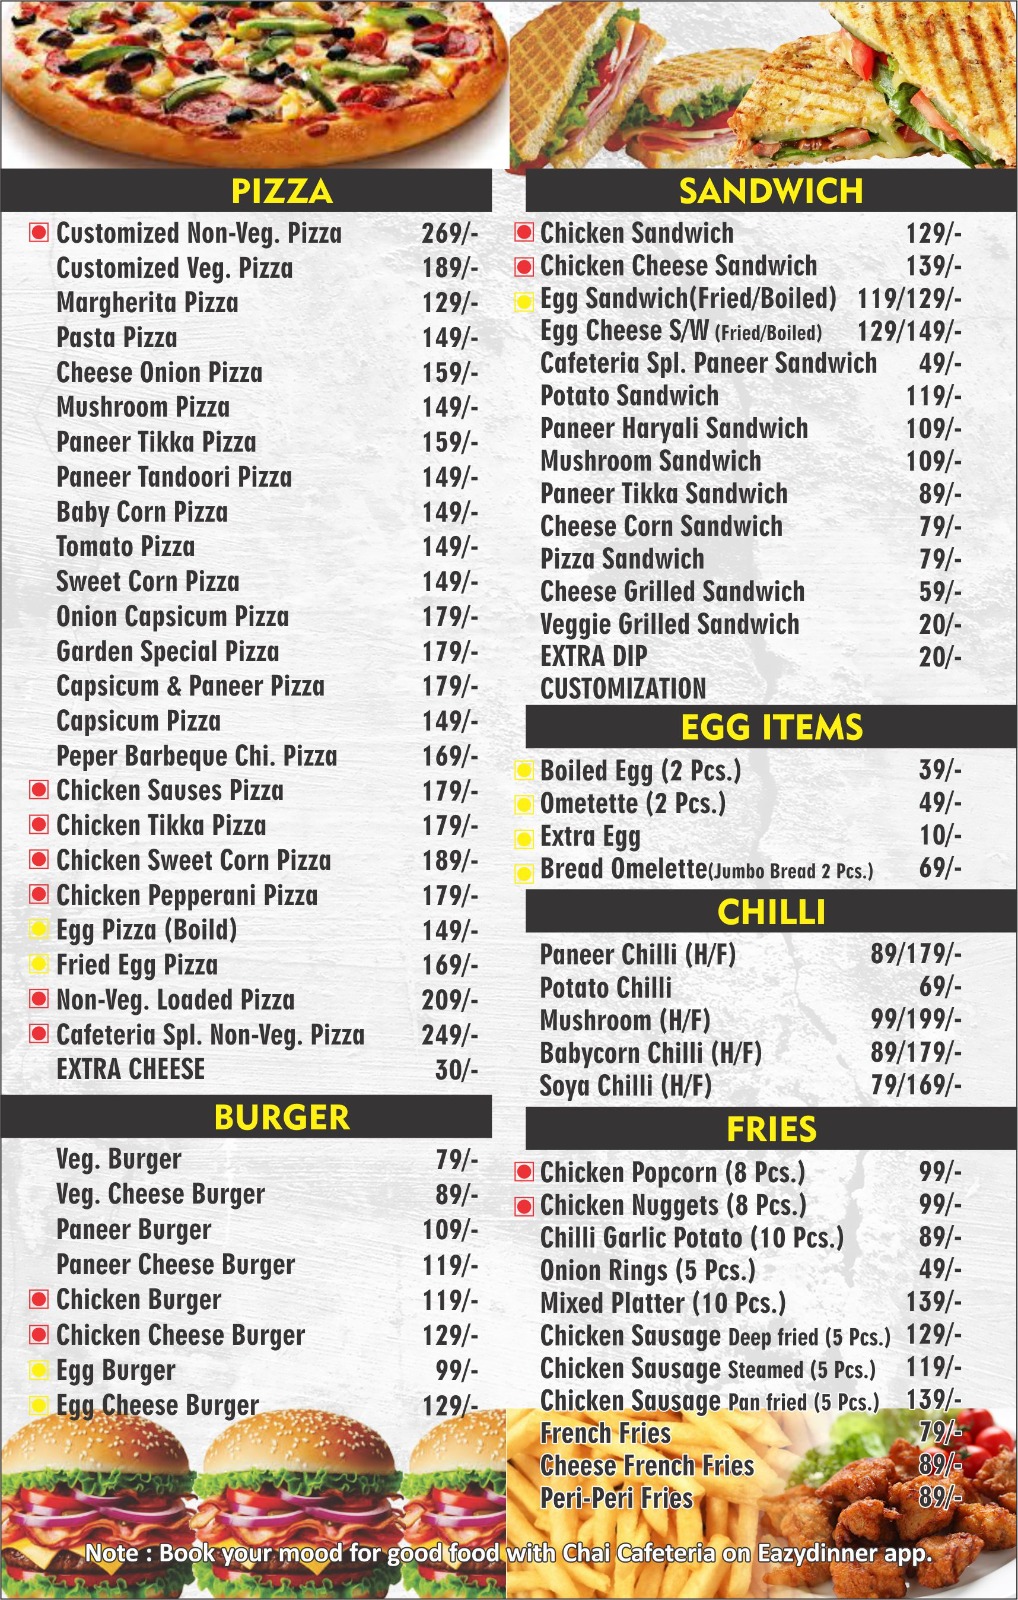 PIZZA
Customized Non-Veg. Pizza 269/-
Customized Veg. Pizza 189/-
Margherita Pizza 129/-
Pasta Pizza 149/-
Cheese Onion Pizza 159/-
Mushroom Pizza 149/-
Paneer Tikka Pizza 159/-
Paneer Tandoori Pizza 149/-
Baby Corn Pizza 149/-
Tomato Pizza 149/-
Sweet Corn Pizza 149/-
Onion Capsicum Pizza 179/-
Garden Special Pizza 179/-
Capsicum & Paneer Pizza 179/-
Capsicum Pizza 149/-
Peper Barbeque Chi. Pizza 169/-
Chicken Sauses Pizza 179/-
Chicken Tikka Pizza 179/-
Chicken Sweet Corn Pizza 189/-
Chicken Pepperani Pizza 179/-
Egg Pizza (Boild) 149/-
Fried Egg Pizza 169/-
Non-Veg. Loaded Pizza 209/-
Cafeteria Spl. Non-Veg. Pizza 249/-
EXTRA CHEESE 30/-
BURGER
Veg. Burger 79/-
Veg. Cheese Burger 89/-
Paneer Burger 109/-
Paneer Cheese Burger 119/-
Chicken Burger 119/-
Chicken Cheese Burger 129/-
Egg Burger 99/-
Egg Cheese Burger 129/-
SANDWICH
Chicken Sandwich 129/-
Chicken Cheese Sandwich 139/-
Egg Sandwich(Fried/Boiled) 119/129/-
Egg Cheese S/W (Fried/Boiled) 129/149/-
Cafeteria Spl. Paneer Sandwich 49/-
Potato Sandwich 119/-
Paneer Haryali Sandwich 109/-
Mushroom Sandwich 109/-
Paneer Tikka Sandwich 89/-
Cheese Corn Sandwich 79/-
Pizza Sandwich 79/-
Cheese Grilled Sandwich 59/-
Veggie Grilled Sandwich 20/-
EXTRA DIP 20/-
CUSTOMIZATION
EGG ITEMS
Boiled Egg (2 Pcs.) 39/-
Ometette (2 Pcs.) 49/-
Extra Egg 10/-
Bread Omelette(Jumbo Bread 2 Pcs.) 69/-
CHILLI
Paneer Chilli (H/F) 89/179/-
Potato Chilli 69/-
Mushroom (H/F) 99/199/-
Babycorn Chilli (H/F) 89/179/-
Soya Chilli (H/F) 79/169/-
FRIES
Chicken Popcorn (8 Pcs.) 99/-
Chicken Nuggets (8 Pcs.) 99/-
Chilli Garlic Potato (10 Pcs.) 89/-
Onion Rings (5 Pcs.) 49/-
Mixed Platter (10 Pcs.) 139/-
Chicken Sausage Deep fried (5 Pcs.) 129/-
Chicken Sausage Steamed (5 Pcs.) 119/-
Chicken Sausage Pan fried (5 Pcs.) 139/-
French Fries 79/-
Cheese French Fries 89/-
Peri-Peri Fries 89/-
Note : Book your mood for good food with Chai Cafeteria on Eazydinner app.